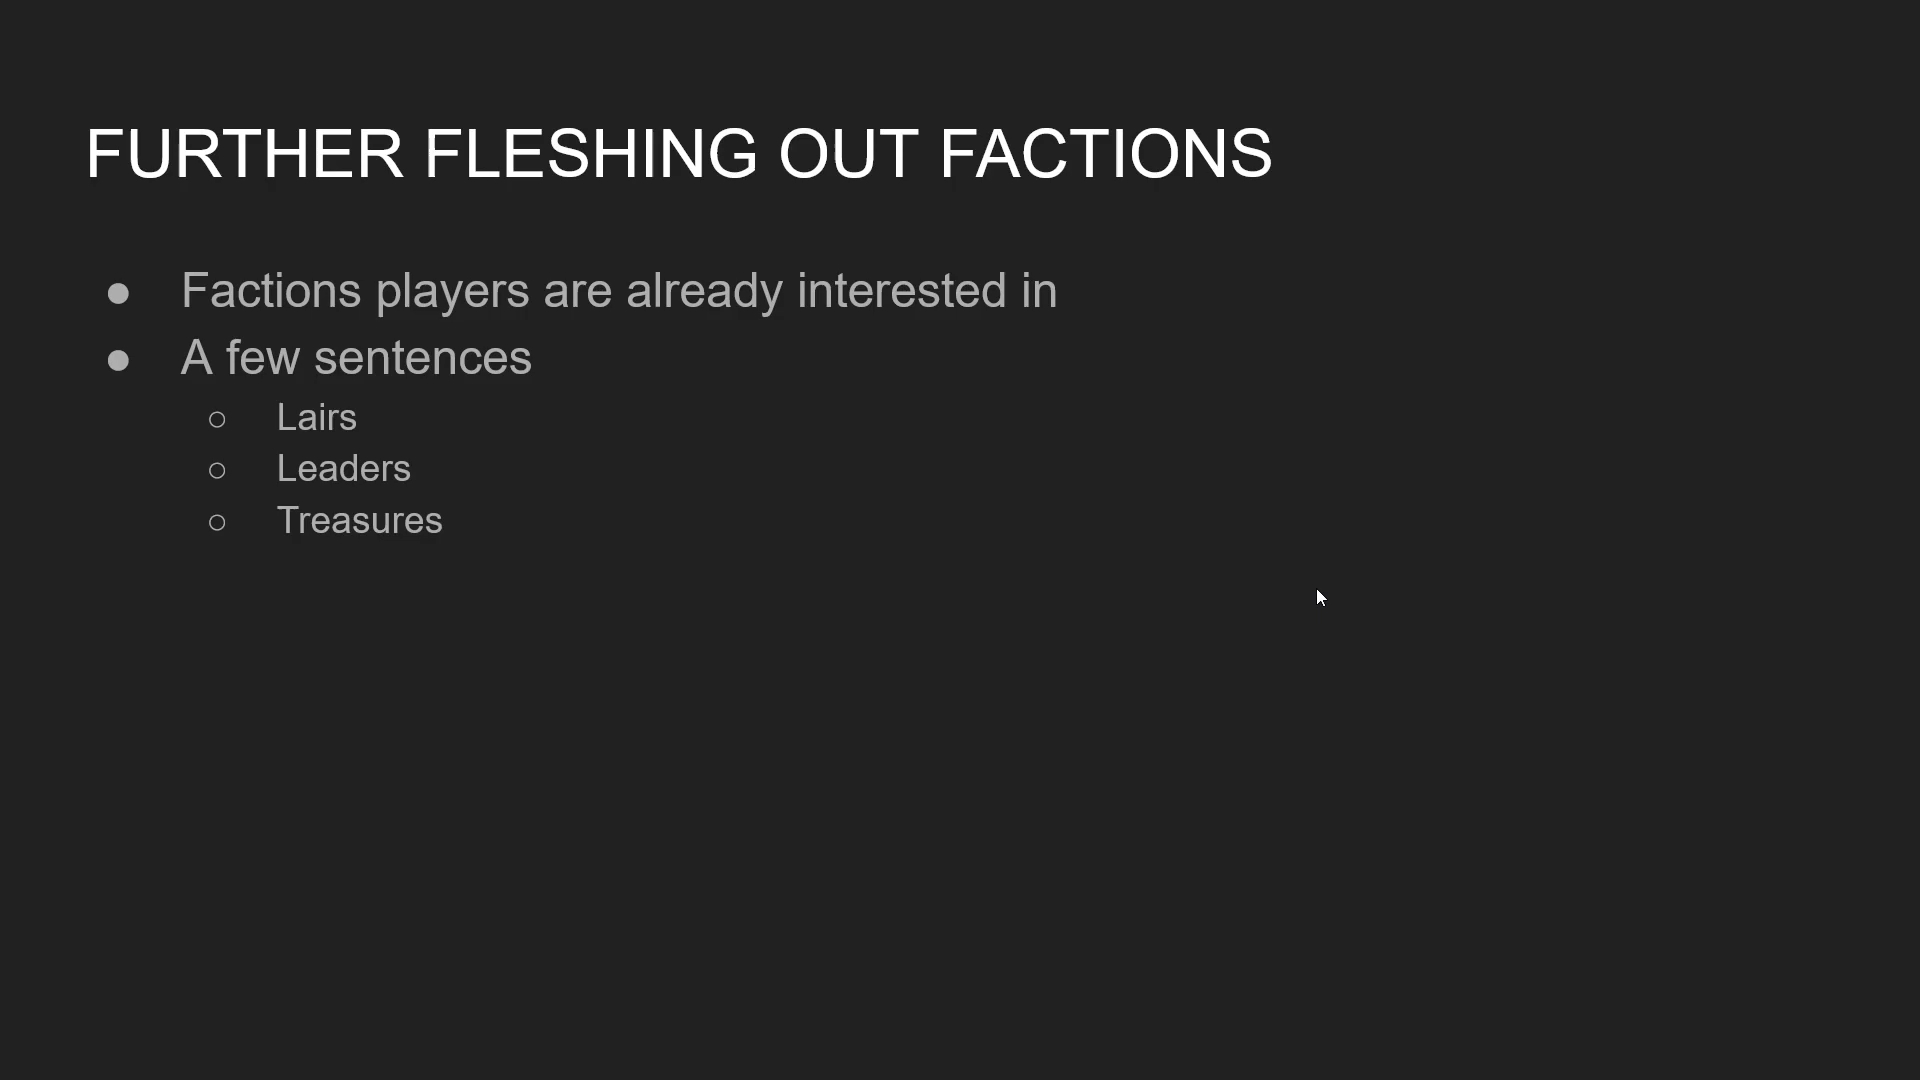 FURTHER FLESHING OUT FACTIONS
● Factions players are already interested in
● A few sentences
○ Lairs
○ Leaders
○ Treasures